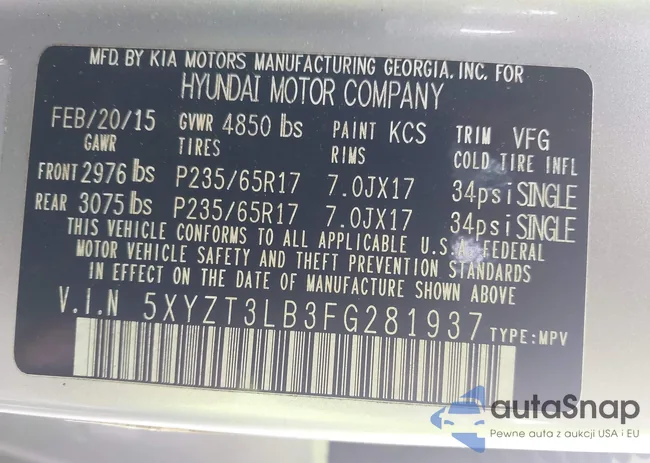 MFD. BY KIA MOTORS MANUFACTURING GEORGIA, INC. FOR
HYUNDAI MOTOR COMPANY
FEB/20/15 GVWR 4850 lbs PAINT KCS TRIM VFG
GAWR TIRES RIMS COLD TIRE INFL
FRONT 2976 lbs P235/65R17 7.0JX17 34psi SINGLE
REAR 3075 lbs P235/65R17 7.0JX17 34psi SINGLE
THIS VEHICLE CONFORMS TO ALL APPLICABLE U.S.A. FEDERAL
MOTOR VEHICLE SAFETY AND THEFT PREVENTION STANDARDS
IN EFFECT ON THE DATE OF MANUFACTURE SHOWN ABOVE
V.I.N 5XYZT3LB3FG281937 TYPE:MPV
autaSnap
Pewne auta z aukcji USA i EU